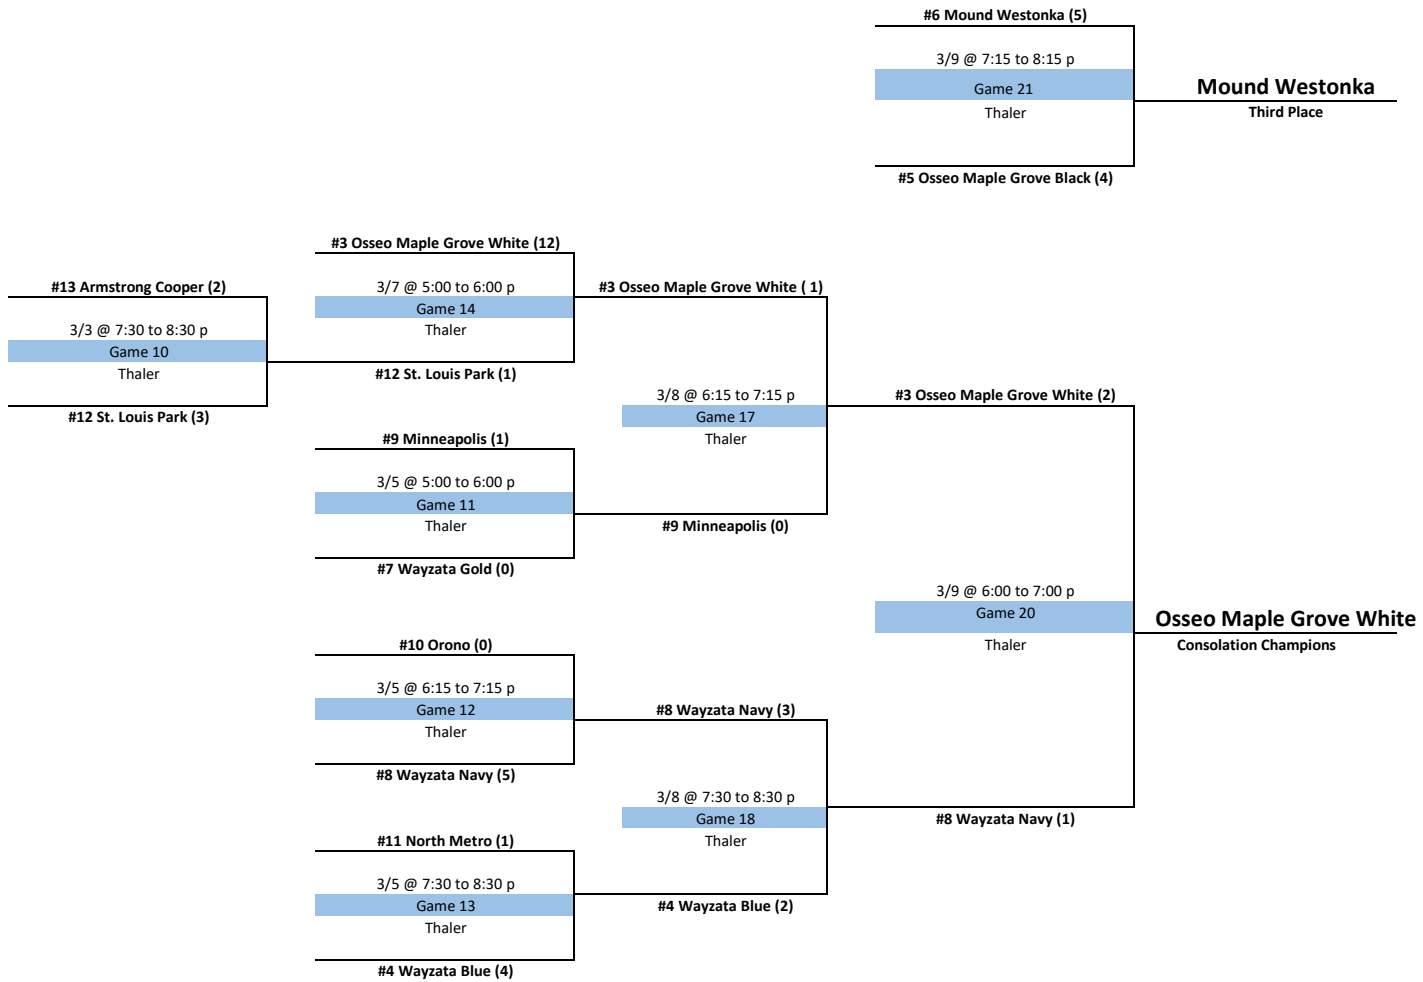 #6 Mound Westonka (5)
3/9 @ 7:15 to 8:15 p
Game 21
Thaler
Mound Westonka
Third Place
#5 Osseo Maple Grove Black (4)
#3 Osseo Maple Grove White (12)
#13 Armstrong Cooper (2)
3/7 @ 5:00 to 6:00 p
Game 14
Thaler
#3 Osseo Maple Grove White ( 1)
3/3 @ 7:30 to 8:30 p
Game 10
Thaler
#12 St. Louis Park (1)
#12 St. Louis Park (3)
3/8 @ 6:15 to 7:15 p
Game 17
Thaler
#3 Osseo Maple Grove White (2)
#9 Minneapolis (1)
3/5 @ 5:00 to 6:00 p
Game 11
Thaler
#9 Minneapolis (0)
#7 Wayzata Gold (0)
3/9 @ 6:00 to 7:00 p
Game 20
Thaler
Osseo Maple Grove White
Consolation Champions
#10 Orono (0)
3/5 @ 6:15 to 7:15 p
Game 12
Thaler
#8 Wayzata Navy (3)
#8 Wayzata Navy (5)
3/8 @ 7:30 to 8:30 p
Game 18
Thaler
#8 Wayzata Navy (1)
#11 North Metro (1)
3/5 @ 7:30 to 8:30 p
Game 13
Thaler
#4 Wayzata Blue (2)
#4 Wayzata Blue (4)